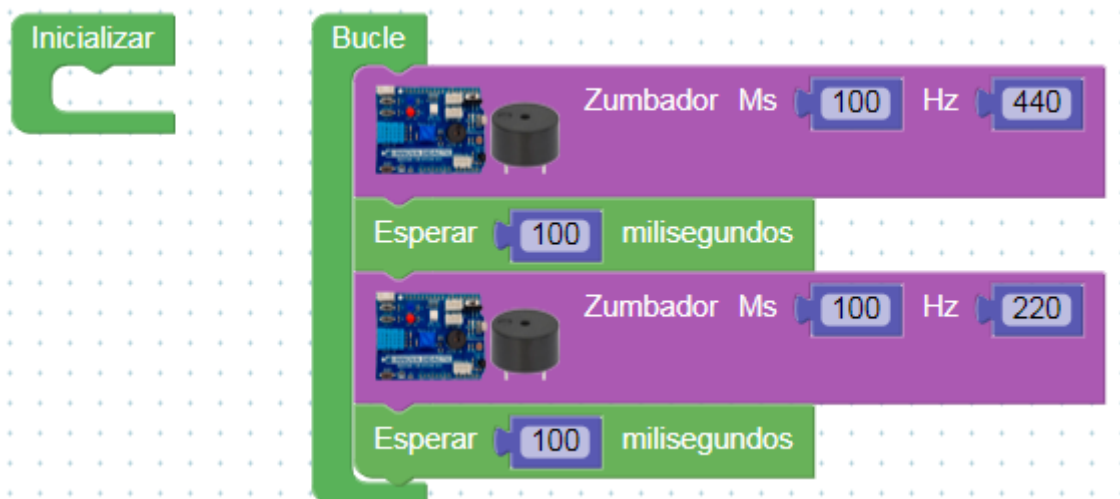 Inicializar
Bucle
Zumbador Ms 100 Hz 440
Esperar 100 milisegundos
Zumbador Ms 100 Hz 220
Esperar 100 milisegundos